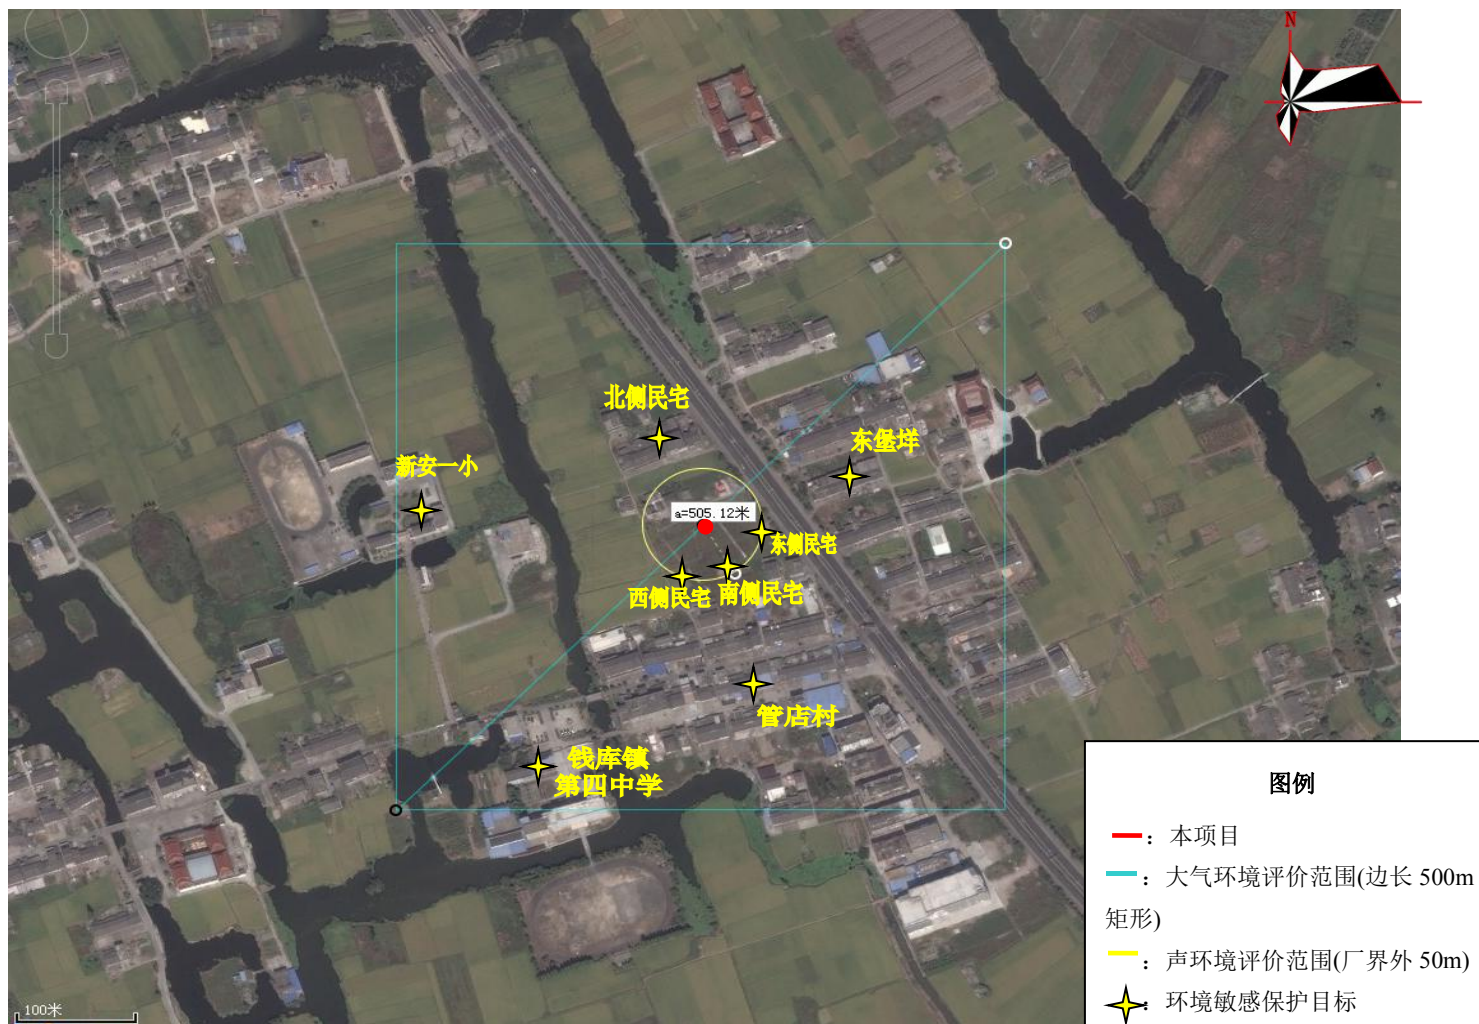 N
北侧民宅
东堡垟
新安一小
a=505.12米
东侧民宅
西侧民宅
南侧民宅
管店村
钱库镇
第四中学
图例
：本项目
：大气环境评价范围(边长 500m
矩形)
：声环境评价范围(厂界外 50m)
：环境敏感保护目标
100米